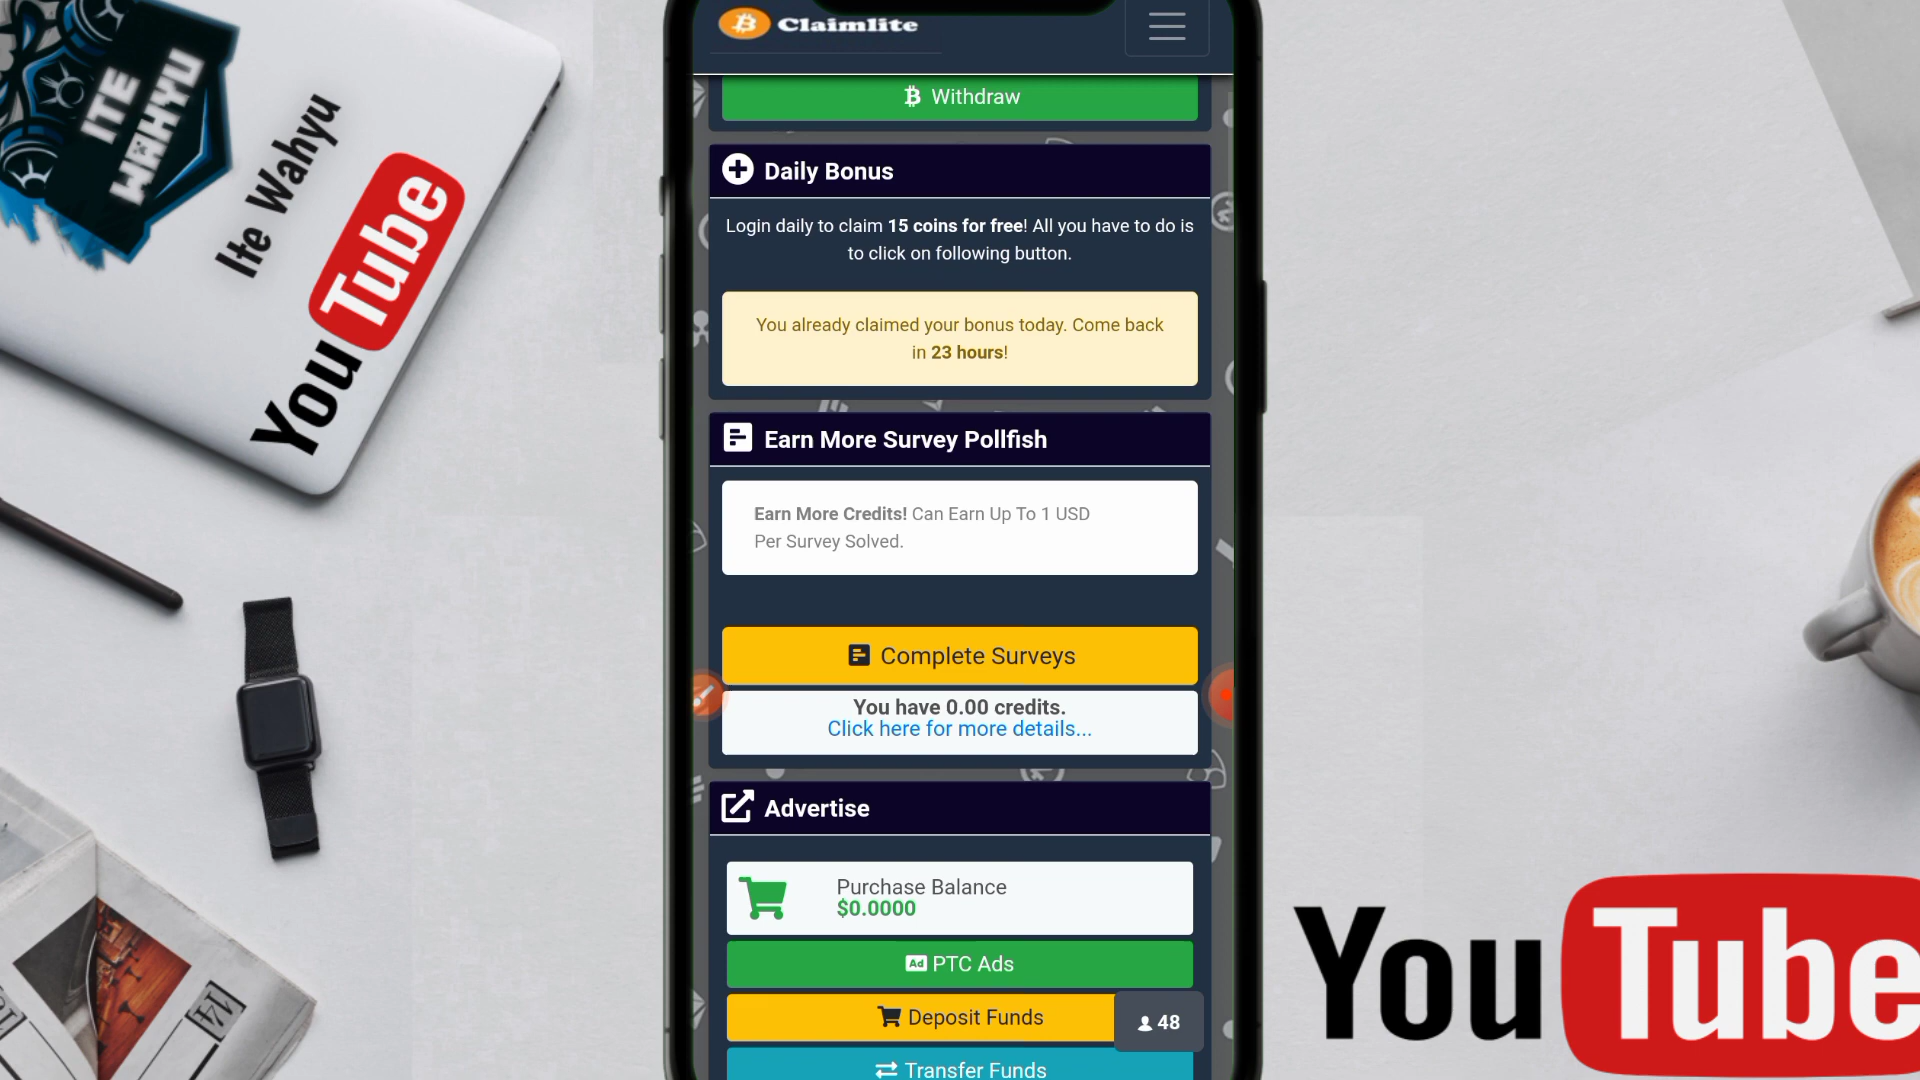 ITE
WAHYU
Ite Wahyu
YouTube
Claimlite
Withdraw
Daily Bonus
Login daily to claim 15 coins for free! All you have to do is
to click on following button.
You already claimed your bonus today. Come back
in 23 hours!
Earn More Survey Pollfish
Earn More Credits! Can Earn Up To 1 USD
Per Survey Solved.
Complete Surveys
You have 0.00 credits.
Click here for more details...
Advertise
Purchase Balance
$0.0000
Ad PTC Ads
Deposit Funds
48
Transfer Funds
YouTube